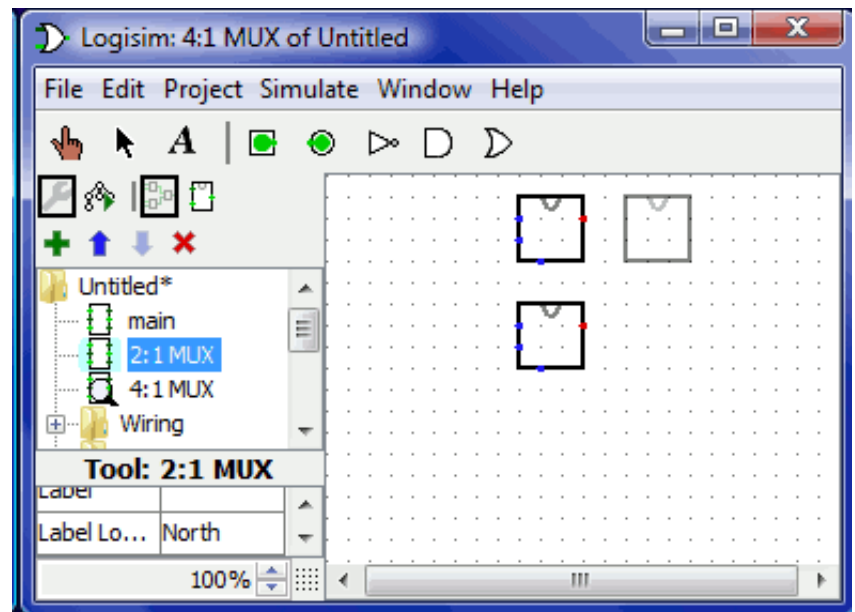 Logisim: 4:1 MUX of Untitled
File Edit Project Simulate Window Help
A
Untitled*
main
2:1 MUX
4:1 MUX
Wiring
Tool: 2:1 MUX
Label
Label Lo... North
100%